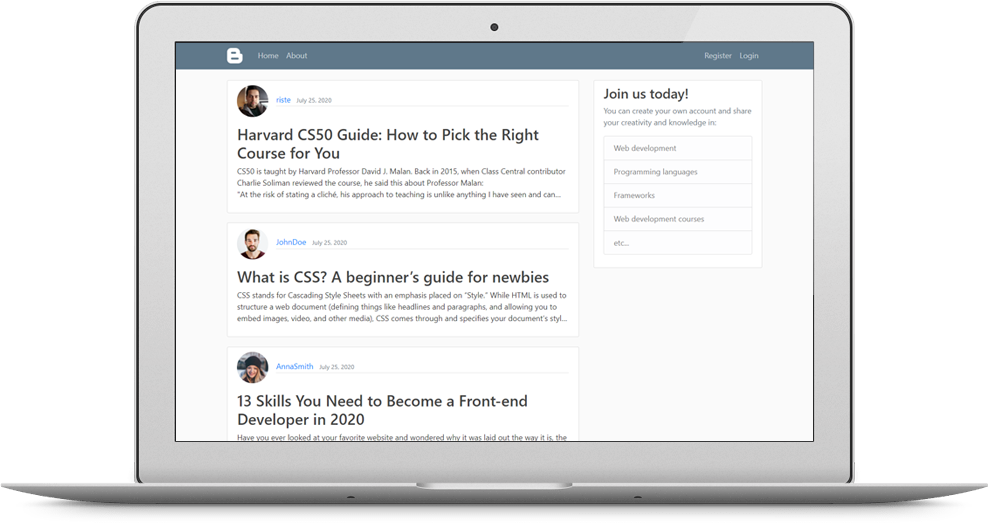 Home About Register Login
riste July 25, 2020
Harvard CS50 Guide: How to Pick the Right
Course for You
CS50 is taught by Harvard Professor David J. Malan. Back in 2015, when Class Central contributor
Charlie Soliman reviewed the course, he said this about Professor Malan:
"At the risk of stating a cliché, his approach to teaching is unlike anything I have seen and can...
JohnDoe July 25, 2020
What is CSS? A beginner's guide for newbies
CSS stands for Cascading Style Sheets with an emphasis placed on "Style." While HTML is used to
structure a web document (defining things like headlines and paragraphs, and allowing you to
embed images, video, and other media), CSS comes through and specifies your document's styl...
AnnaSmith July 25, 2020
13 Skills You Need to Become a Front-end
Developer in 2020
Have you ever looked at your favorite website and wondered why it was laid out the way it is, the
Join us today!
You can create your own account and share
your creativity and knowledge in:
Web development
Programming languages
Frameworks
Web development courses
etc...